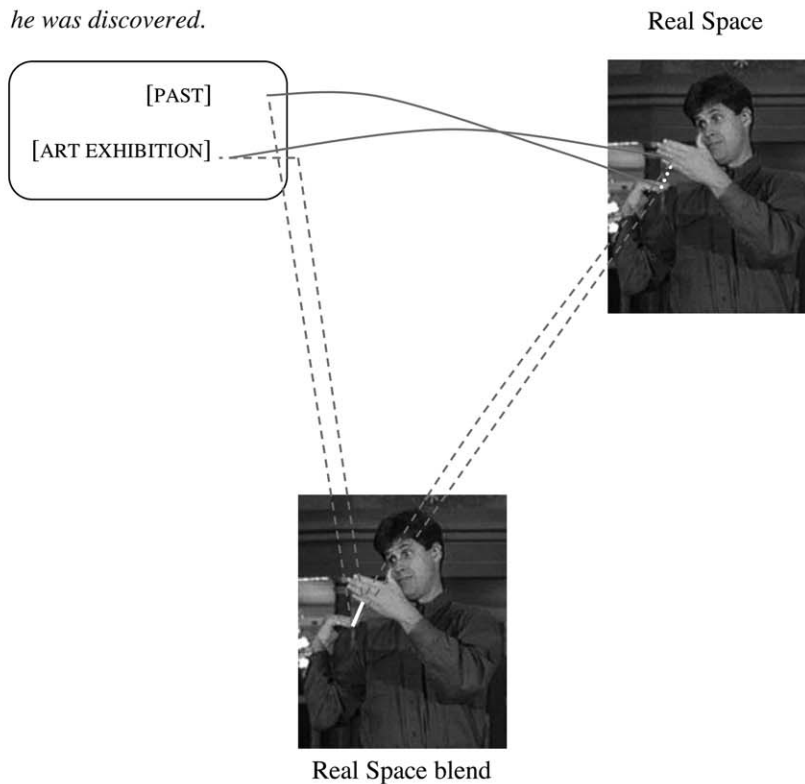 he was discovered.
Real Space
[PAST]
[ART EXHIBITION]
Real Space blend